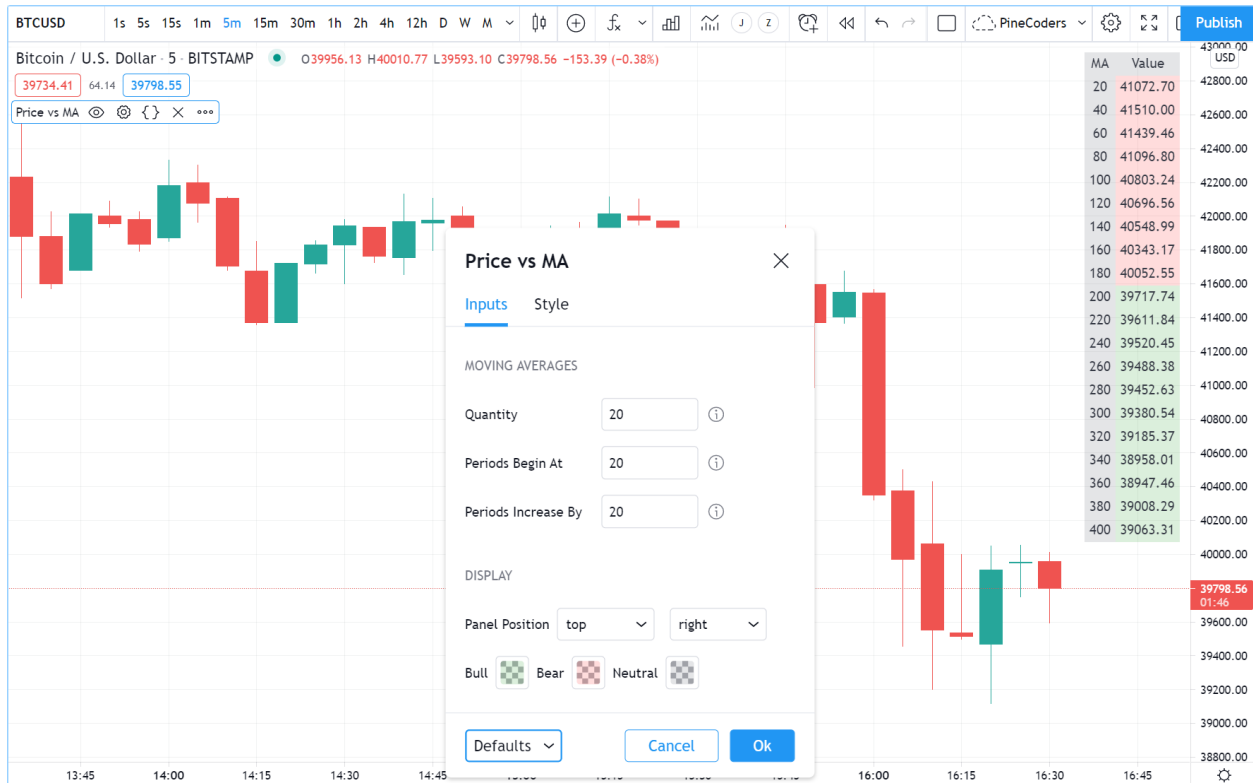 BTCUSD 1s 5s 15s 1m 5m 15m 30m 1h 2h 4h 12h D W M fx J Z PineCoders Publish
Bitcoin / U.S. Dollar · 5 · BITSTAMP O39956.13 H40010.77 L39593.10 C39798.56 −153.39 (−0.38%)
39734.41 64.14 39798.55
Price vs MA {} •••
MA Value
20 41072.70
40 41510.00
60 41439.46
80 41096.80
100 40803.24
120 40696.56
140 40548.99
160 40343.17
180 40052.55
200 39717.74
220 39611.84
240 39520.45
260 39488.38
280 39452.63
300 39380.54
320 39185.37
340 38958.01
360 38947.46
380 39008.29
400 39063.31
43000.00
USD
42800.00
42600.00
42400.00
42200.00
42000.00
41800.00
41600.00
41400.00
41200.00
41000.00
40800.00
40600.00
40400.00
40200.00
40000.00
39798.56
01:46
39600.00
39400.00
39200.00
39000.00
38800.00
Price vs MA
Inputs Style
MOVING AVERAGES
Quantity 20
Periods Begin At 20
Periods Increase By 20
DISPLAY
Panel Position top right
Bull Bear Neutral
Defaults Cancel Ok
13:45 14:00 14:15 14:30 14:45 16:00 16:15 16:30 16:45